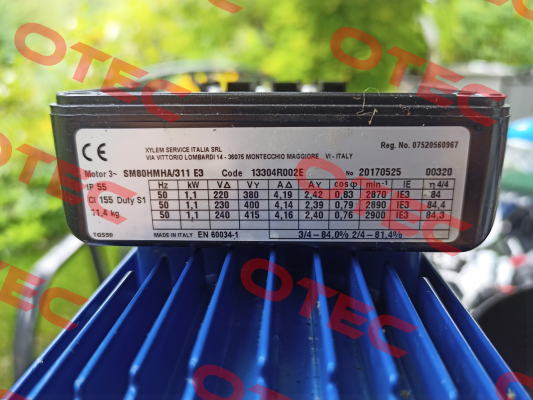 XYLEM SERVICE ITALIA SRL
VIA VITTORIO LOMBARDI 14 - 36075 MONTECCHIO MAGGIORE VI - ITALY
Reg. No. 07520560967
CE
Motor 3~ SM80HMHA/311 E3 Code 13304R002E No 20170525 00320
IP 55 Hz kW V△ VY A△ AY cosφ min⁻¹ IE η 4/4
Cl 155 Duty S1 50 1,1 220 380 4,19 2,42 0,83 2870 - 84
50 1,1 230 400 4,14 2,39 0,79 2890 IE3 84,4
11,4 kg 50 1,1 240 415 4,16 2,40 0,76 2900 IE3 84,3
MADE IN ITALY EN 60034-1 3/4-84,0% 2/4-81,4%
OTEC
OTEC
OTEC
OTEC
OTEC
OTEC
OTEC
OTEC